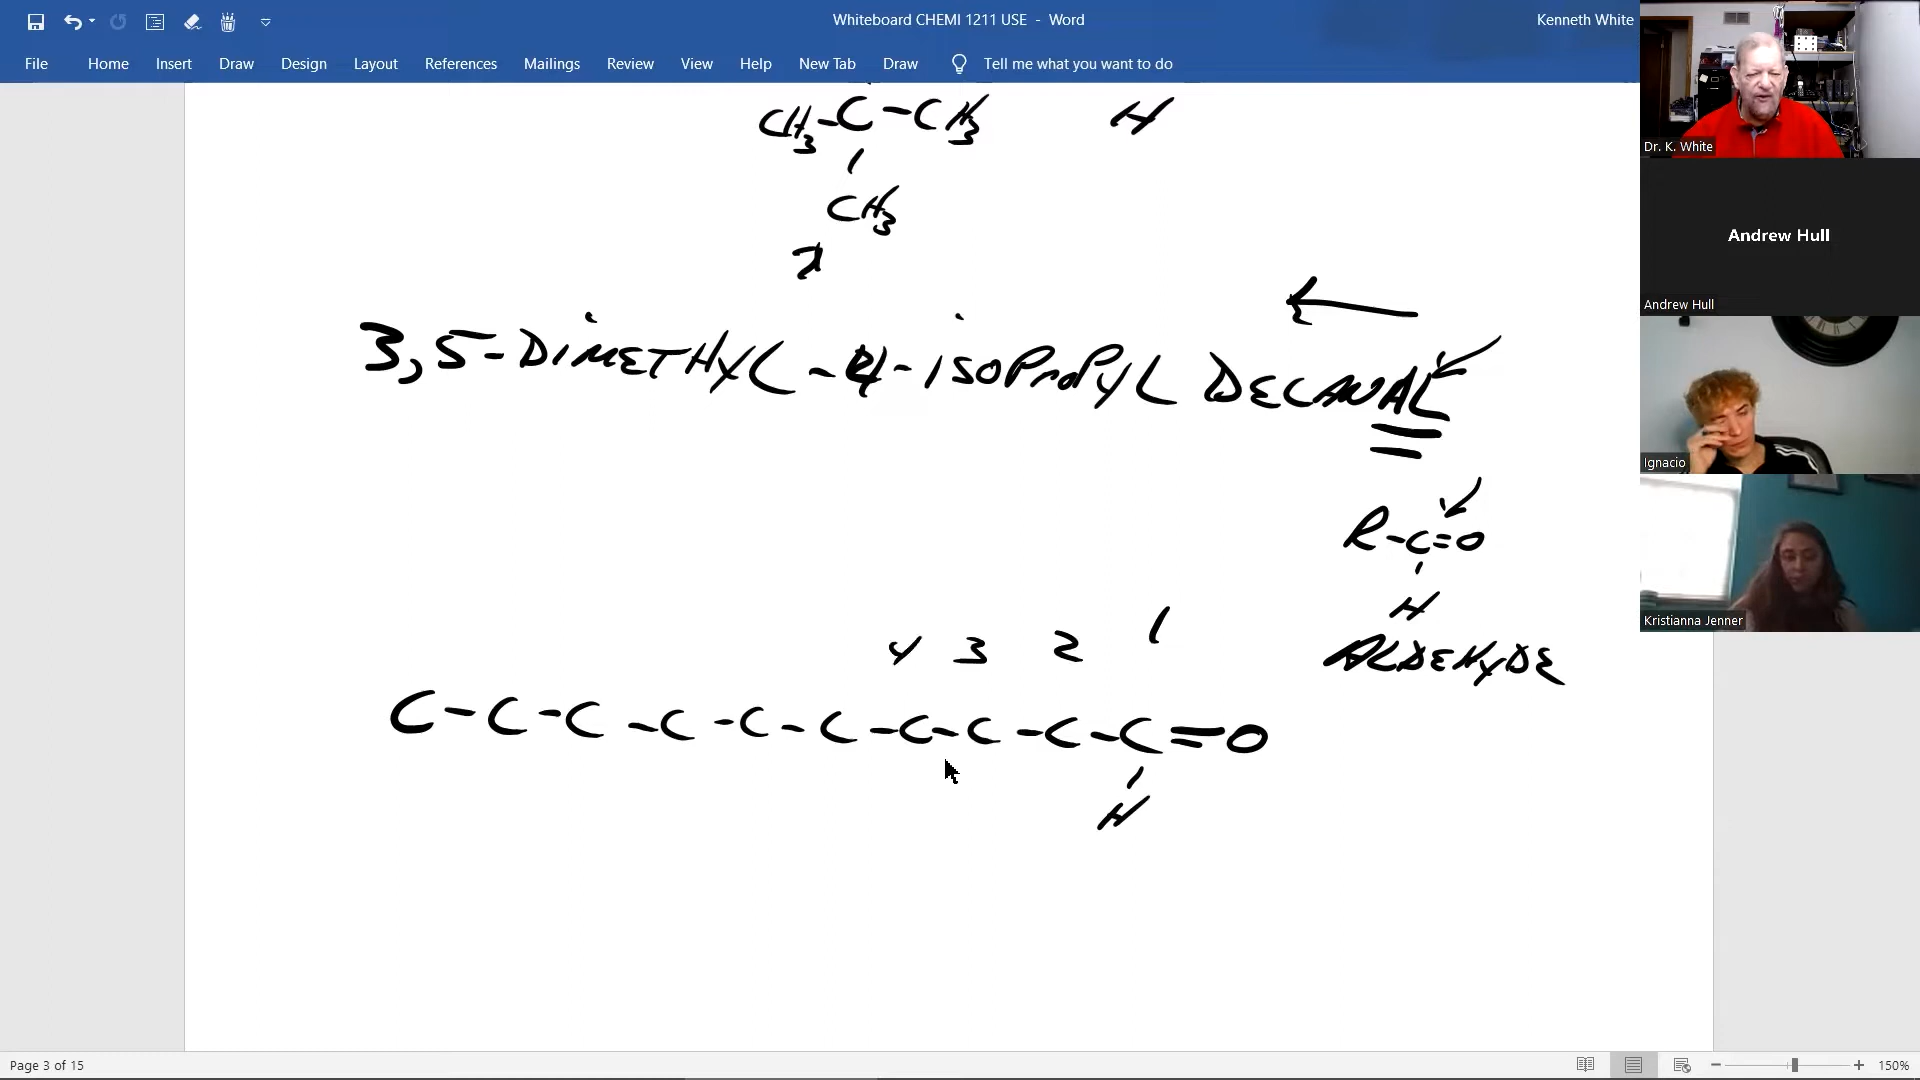 Whiteboard CHEMI 1211 USE - Word
Kenneth White
File Home Insert Draw Design Layout References Mailings Review View Help New Tab Draw Tell me what you want to do
CH3-C-CH3 H
CH3
3,5-DIMETHYL-4-ISOPROPYL DECANAL
R-C=O
H
ALDEHYDE
4 3 2 1
C-C-C-C-C-C-C-C-C-C=O
H
Dr. K. White
Andrew Hull
Andrew Hull
Ignacio
Kristianna Jenner
Page 3 of 15
150%